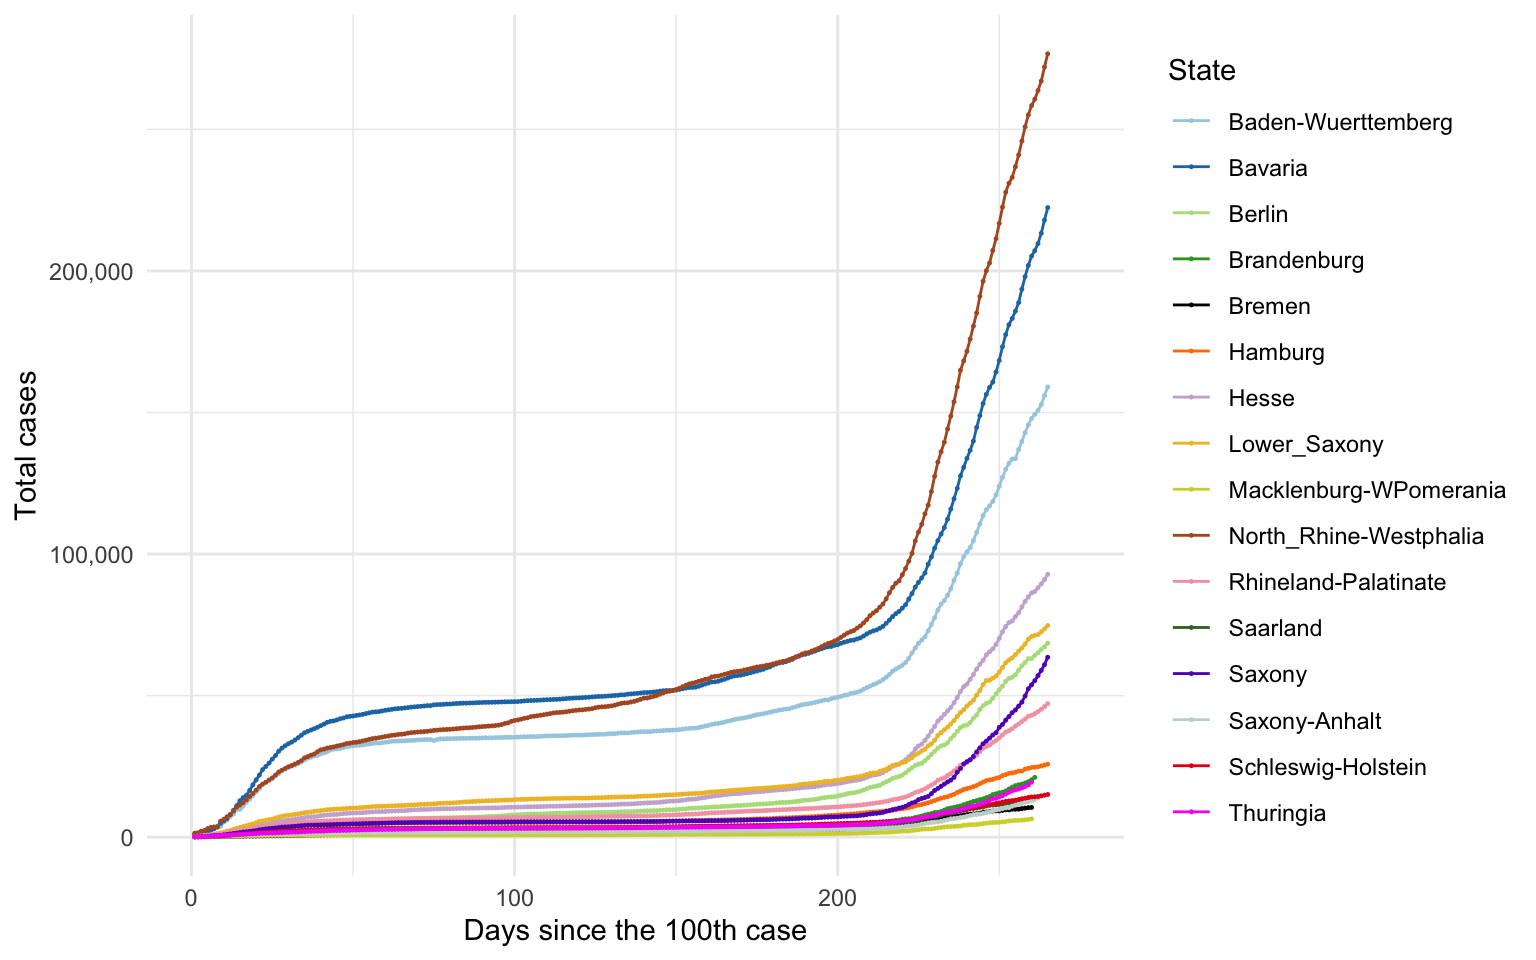 State
Baden-Wuerttemberg
Bavaria
Berlin
Brandenburg
Bremen
Hamburg
Hesse
Lower_Saxony
Macklenburg-WPomerania
North_Rhine-Westphalia
Rhineland-Palatinate
Saarland
Saxony
Saxony-Anhalt
Schleswig-Holstein
Thuringia
Total cases
200,000
100,000
0
0 100 200
Days since the 100th case